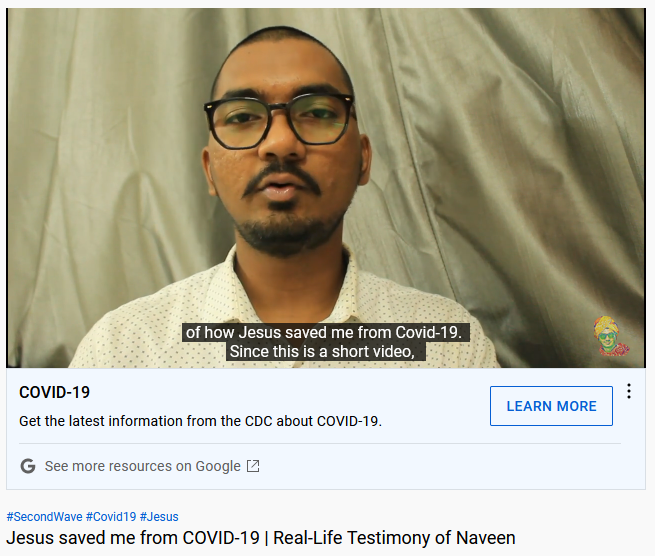 of how Jesus saved me from Covid-19.
Since this is a short video,
COVID-19
Get the latest information from the CDC about COVID-19.
LEARN MORE
See more resources on Google
#SecondWave #Covid19 #Jesus
Jesus saved me from COVID-19 | Real-Life Testimony of Naveen